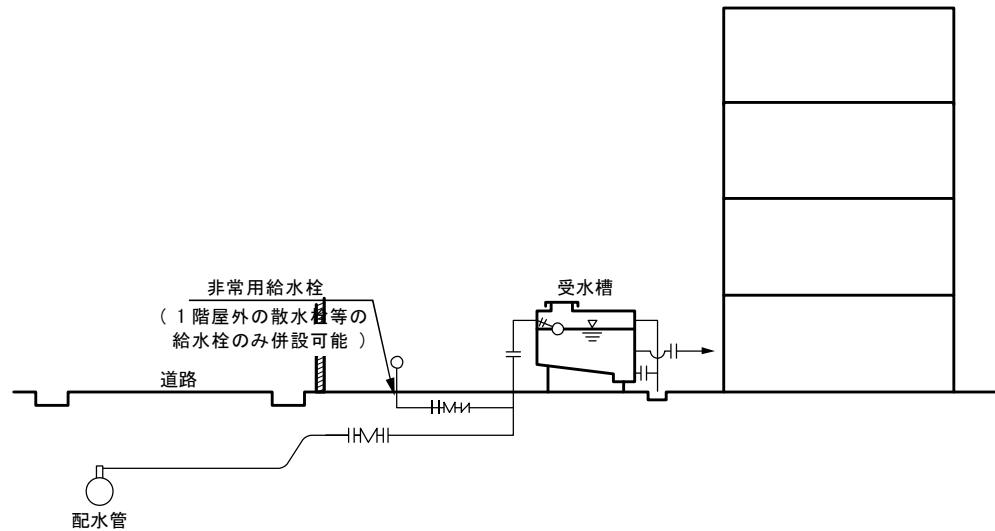 非常用給水栓
（１階屋外の散水栓等の
給水栓のみ併設可能）
受水槽
道路
配水管